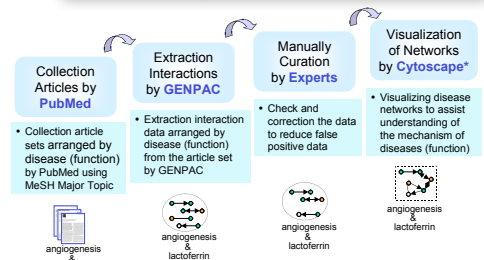 Collection
Articles by
PubMed
• Collection article
sets arranged by
disease (function)
by PubMed using
MeSH Major Topic
angiogenesis
&
Extraction
Interactions
by GENPAC
• Extraction interaction
data arranged by
disease (function)
from the article set
by GENPAC
angiogenesis
&
lactoferrin
Manually
Curation
by Experts
• Check and
correction the data
to reduce false
positive data
angiogenesis
&
lactoferrin
Visualization
of Networks
by Cytoscape*
• Visualizing disease
networks to assist
understanding of
the mechanism of
diseases (function)
angiogenesis
&
lactoferrin